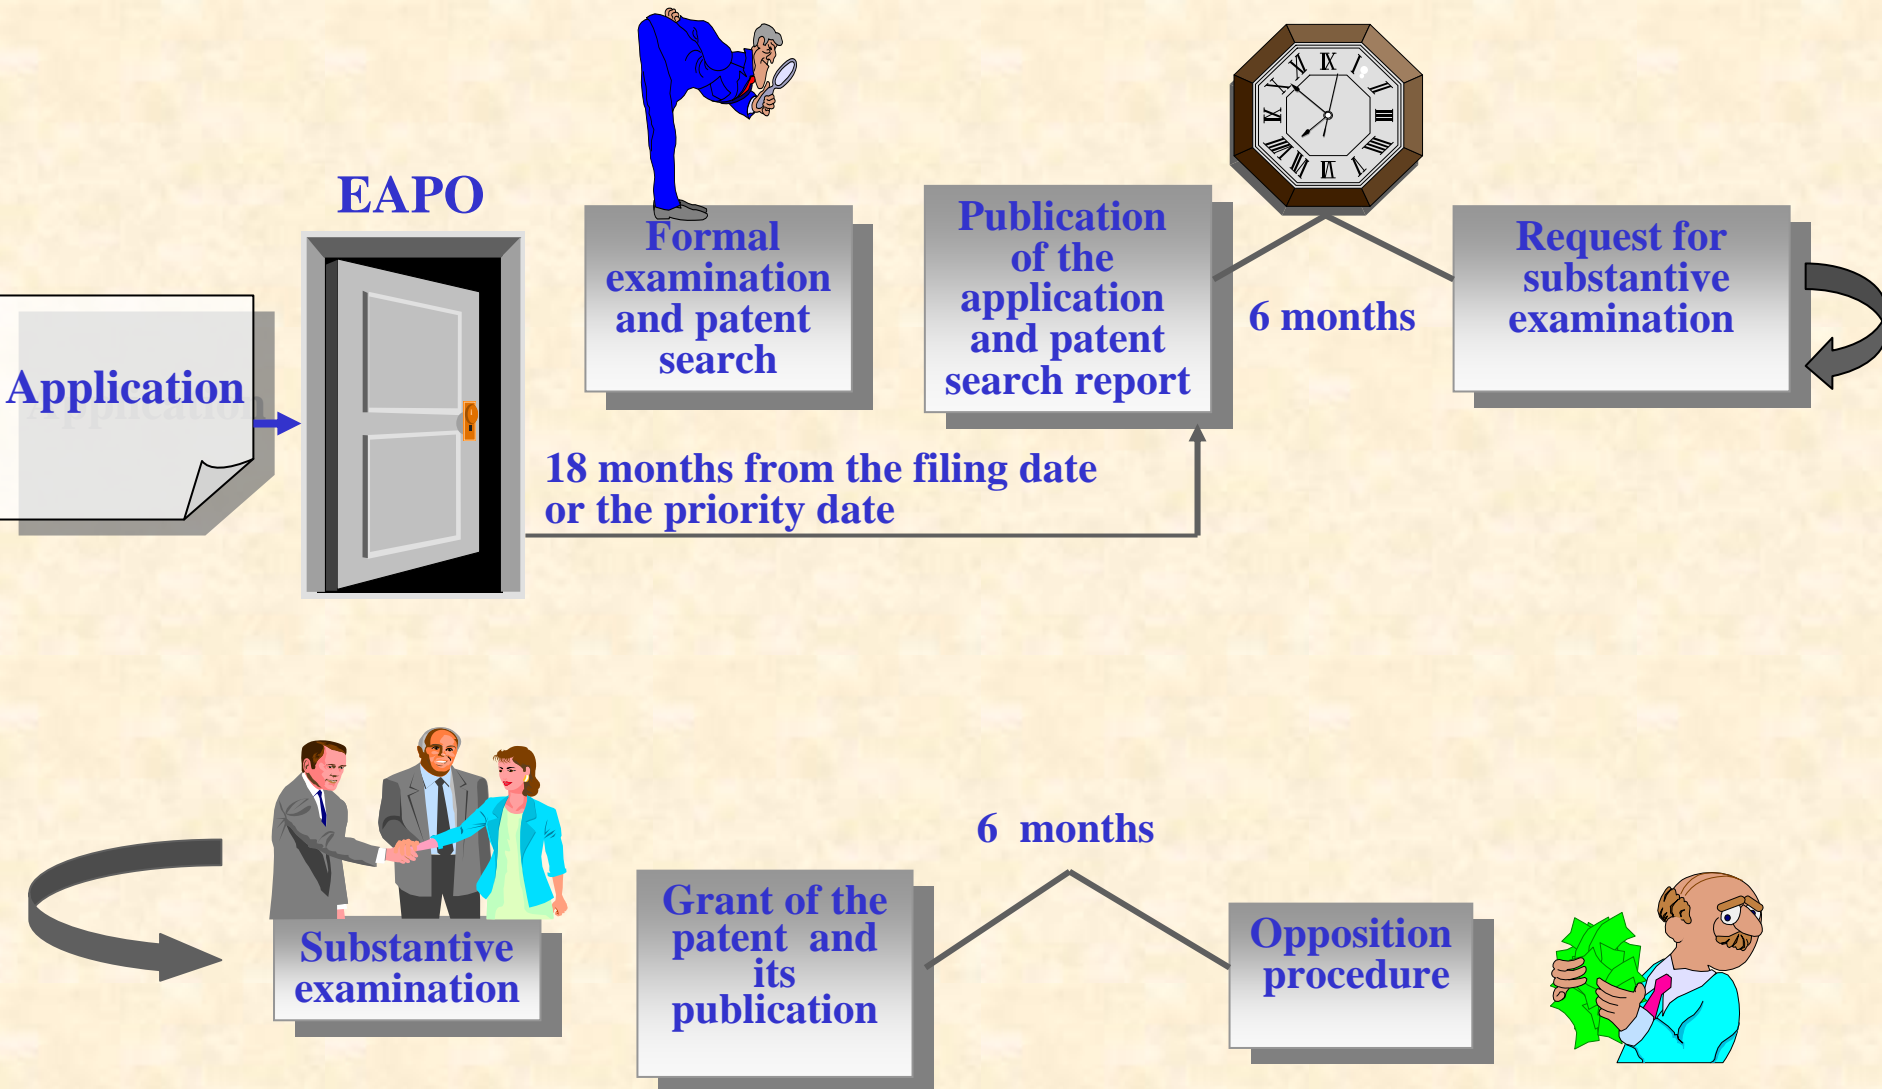 EAPO
Application
Formal
examination
and patent
search
Publication
of the
application
and patent
search report
6 months
Request for
substantive
examination
18 months from the filing date
or the priority date
Substantive
examination
Grant of the
patent and
its
publication
6 months
Opposition
procedure